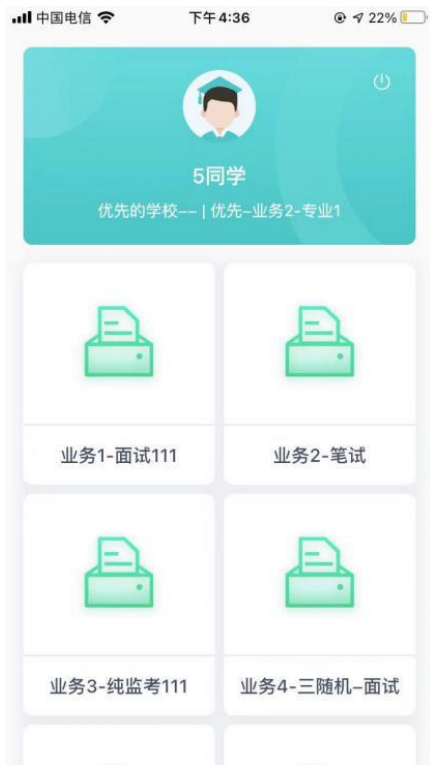 中国电信 下午4:36 22%
5同学
优先的学校-- | 优先-业务2-专业1
业务1-面试111 业务2-笔试
业务3-纯监考111 业务4-三随机-面试